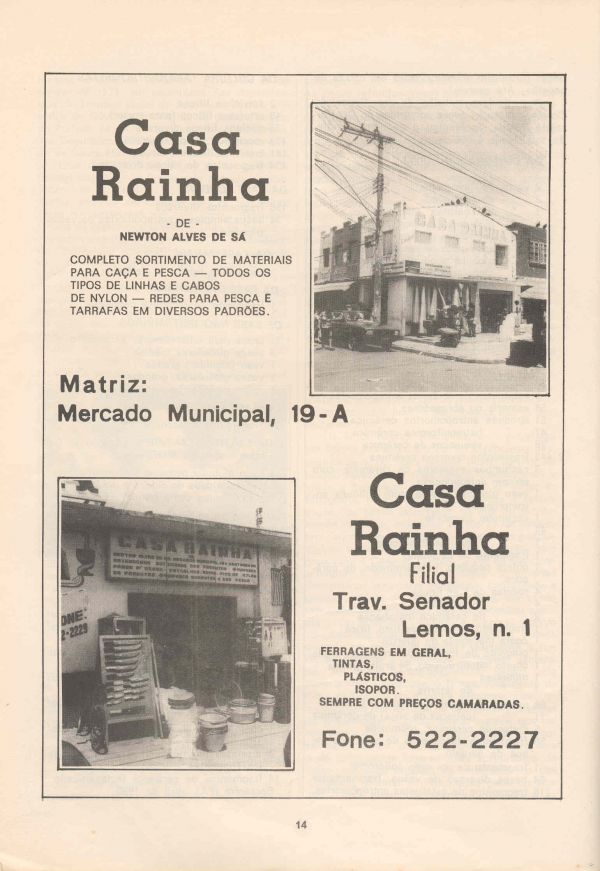 Casa
Rainha
- DE -
NEWTON ALVES DE SÁ
COMPLETO SORTIMENTO DE MATERIAIS
PARA CAÇA E PESCA — TODOS OS
TIPOS DE LINHAS E CABOS
DE NYLON — REDES PARA PESCA E
TARRAFAS EM DIVERSOS PADRÕES.
CASA RAINHA
Matriz:
Mercado Municipal, 19-A
CASA RAINHA
Casa
Rainha
Filial
Trav. Senador
Lemos, n. 1
FERRAGENS EM GERAL,
TINTAS,
PLÁSTICOS,
ISOPOR.
SEMPRE COM PREÇOS CAMARADAS.
Fone: 522-2227
14